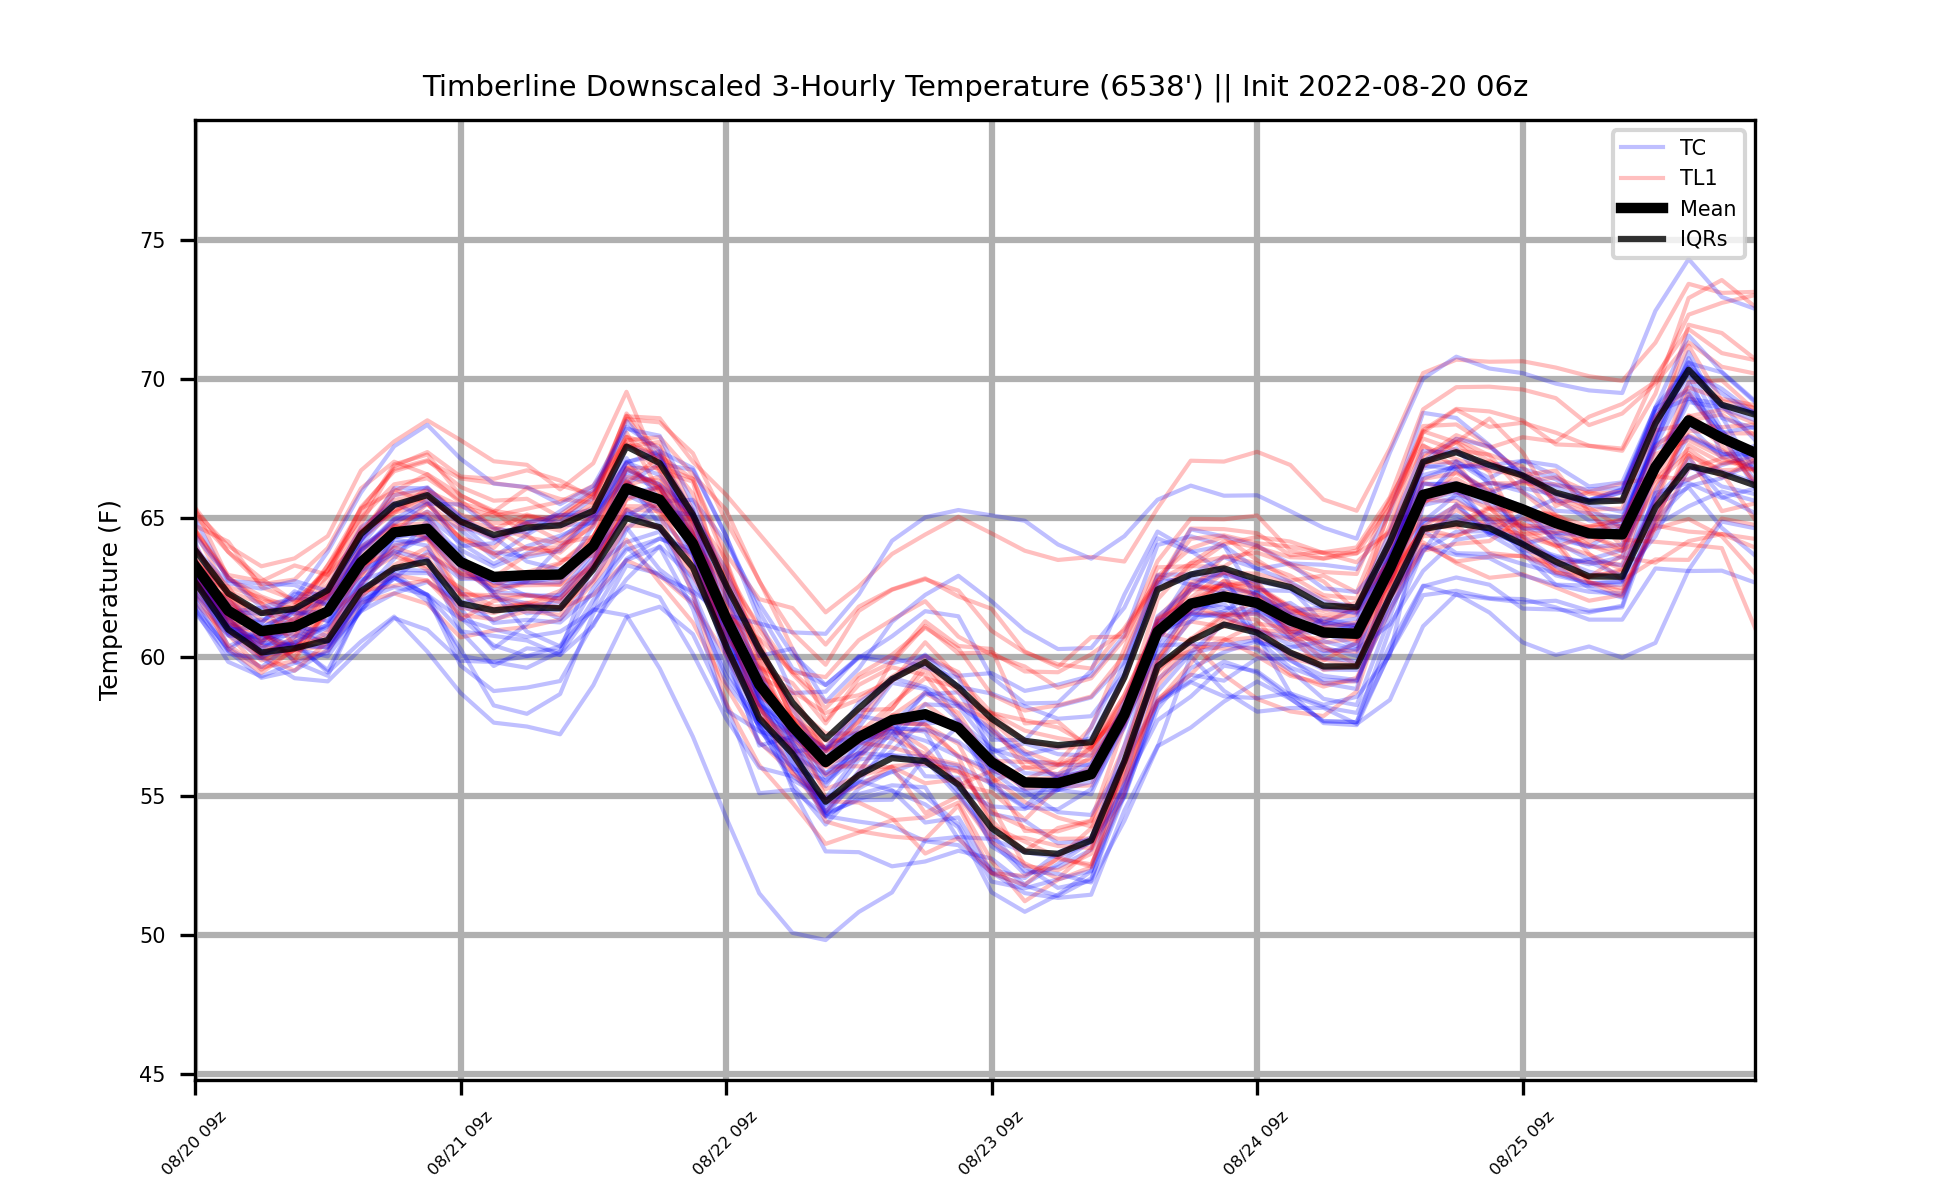 Timberline Downscaled 3-Hourly Temperature (6538') || Init 2022-08-20 06z
TC
TL1
Mean
IQRs
Temperature (F)
75
70
65
60
55
50
45
08/20 09z
08/21 09z
08/22 09z
08/23 09z
08/24 09z
08/25 09z